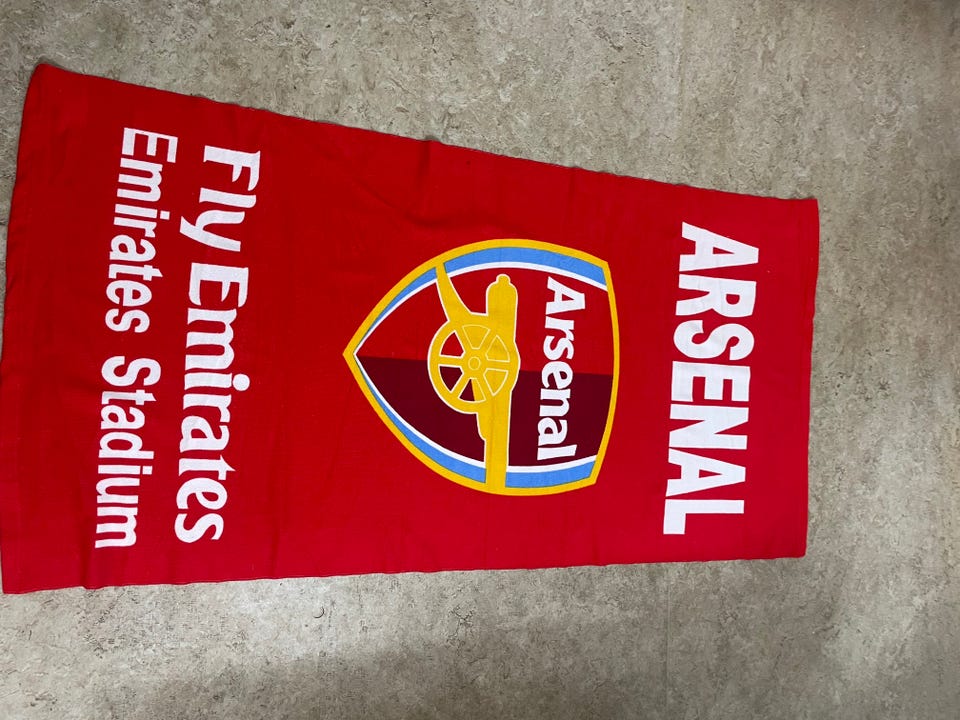 ARSENAL
Arsenal
Fly Emirates
Emirates Stadium